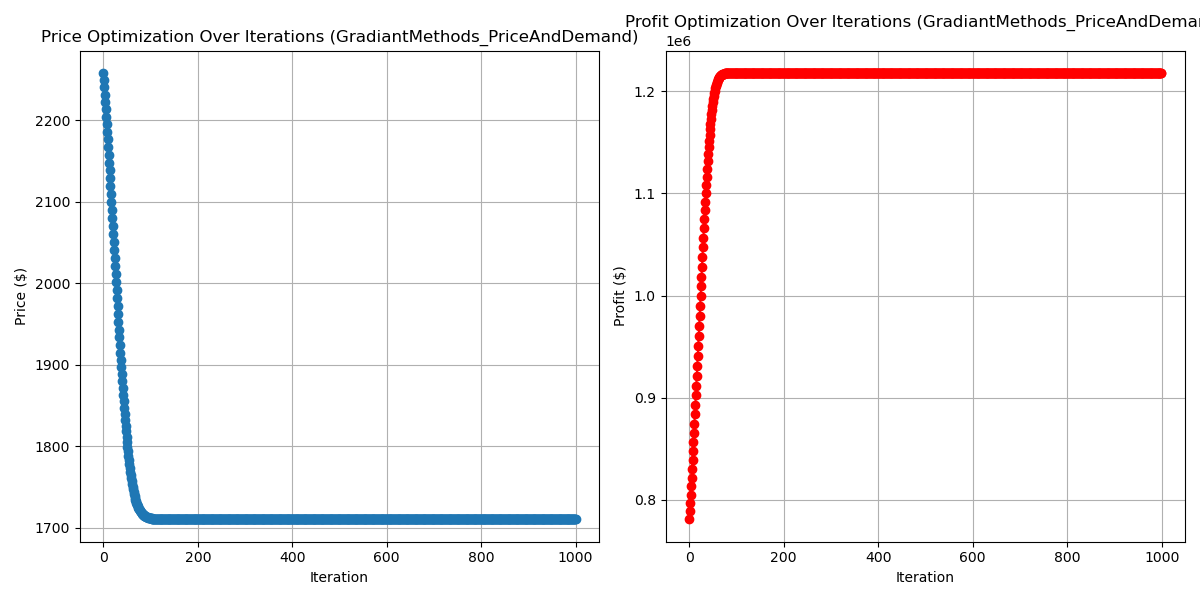 Price Optimization Over Iterations (GradiantMethods_PriceAndDemand)
Price ($)
2200
2100
2000
1900
1800
1700
0 200 400 600 800 1000
Iteration
Profit Optimization Over Iterations (GradiantMethods_PriceAndDeman
1e6
Profit ($)
1.2
1.1
1.0
0.9
0.8
0 200 400 600 800 1000
Iteration